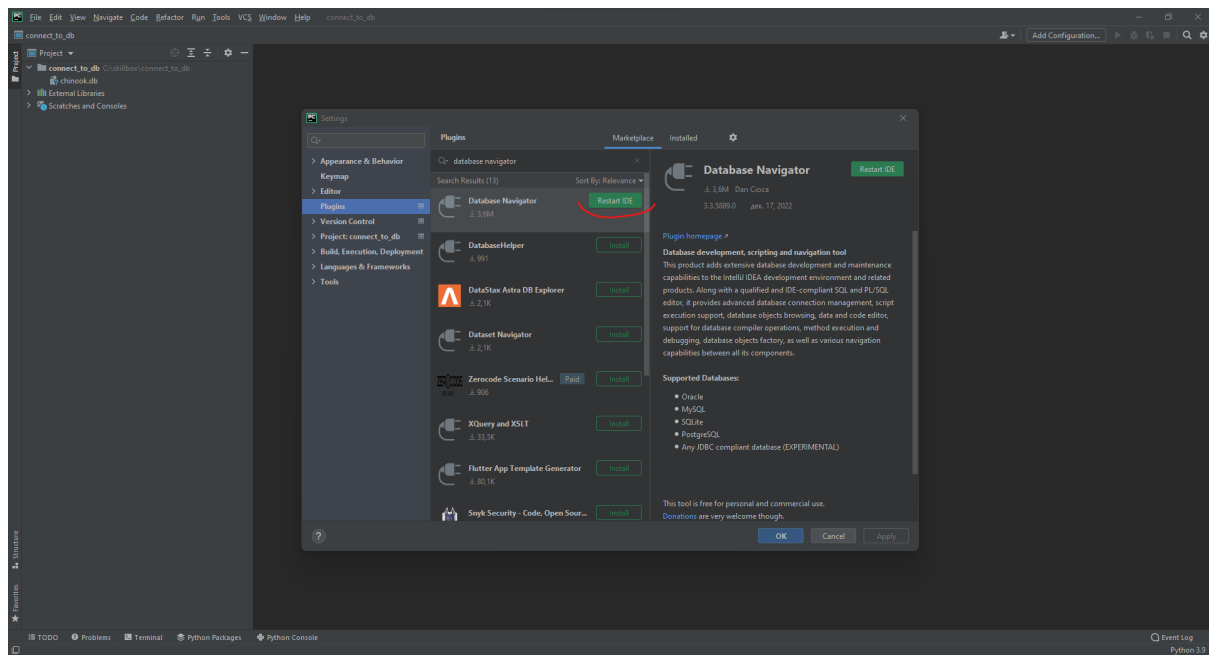 PC File Edit View Navigate Code Refactor Run Tools VCS Window Help connect_to_db
connect_to_db Add Configuration...
Project
Project
connect_to_db C:\skillbox\connect_to_db
chinook.db
External Libraries
Scratches and Consoles
PC Settings
Appearance & Behavior
Keymap
Editor
Plugins
Version Control
Project: connect_to_db
Build, Execution, Deployment
Languages & Frameworks
Tools
Plugins Marketplace Installed
database navigator
Search Results (13) Sort By: Relevance
Database Navigator Restart IDE
3,6M
DatabaseHelper Install
991
DataStax Astra DB Explorer Install
2,1K
Dataset Navigator Install
2,1K
Zerocode Scenario Hel... Paid Install
906
XQuery and XSLT Install
33,3K
Flutter App Template Generator Install
80,1K
Snyk Security - Code, Open Sour... Install
Database Navigator Restart IDE
3,6M Dan Cioca
3.3.5889.0 дек. 17, 2022
Plugin homepage
Database development, scripting and navigation tool
This product adds extensive database development and maintenance
capabilities to the IntelliJ IDEA development environment and related
products. Along with a qualified and IDE-compliant SQL and PL/SQL
editor, it provides advanced database connection management, script
execution support, database objects browsing, data and code editor,
support for database compiler operations, method execution and
debugging, database objects factory, as well as various navigation
capabilities between all its components.
Supported Databases:
Oracle
MySQL
SQLite
PostgreSQL
Any JDBC compliant database (EXPERIMENTAL)
This tool is free for personal and commercial use.
Donations are very welcome though.
? OK Cancel Apply
Structure
Favorites
TODO Problems Terminal Python Packages Python Console Event Log
Python 3.9